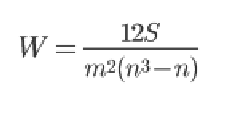 W = 12S / m²(n³−n)